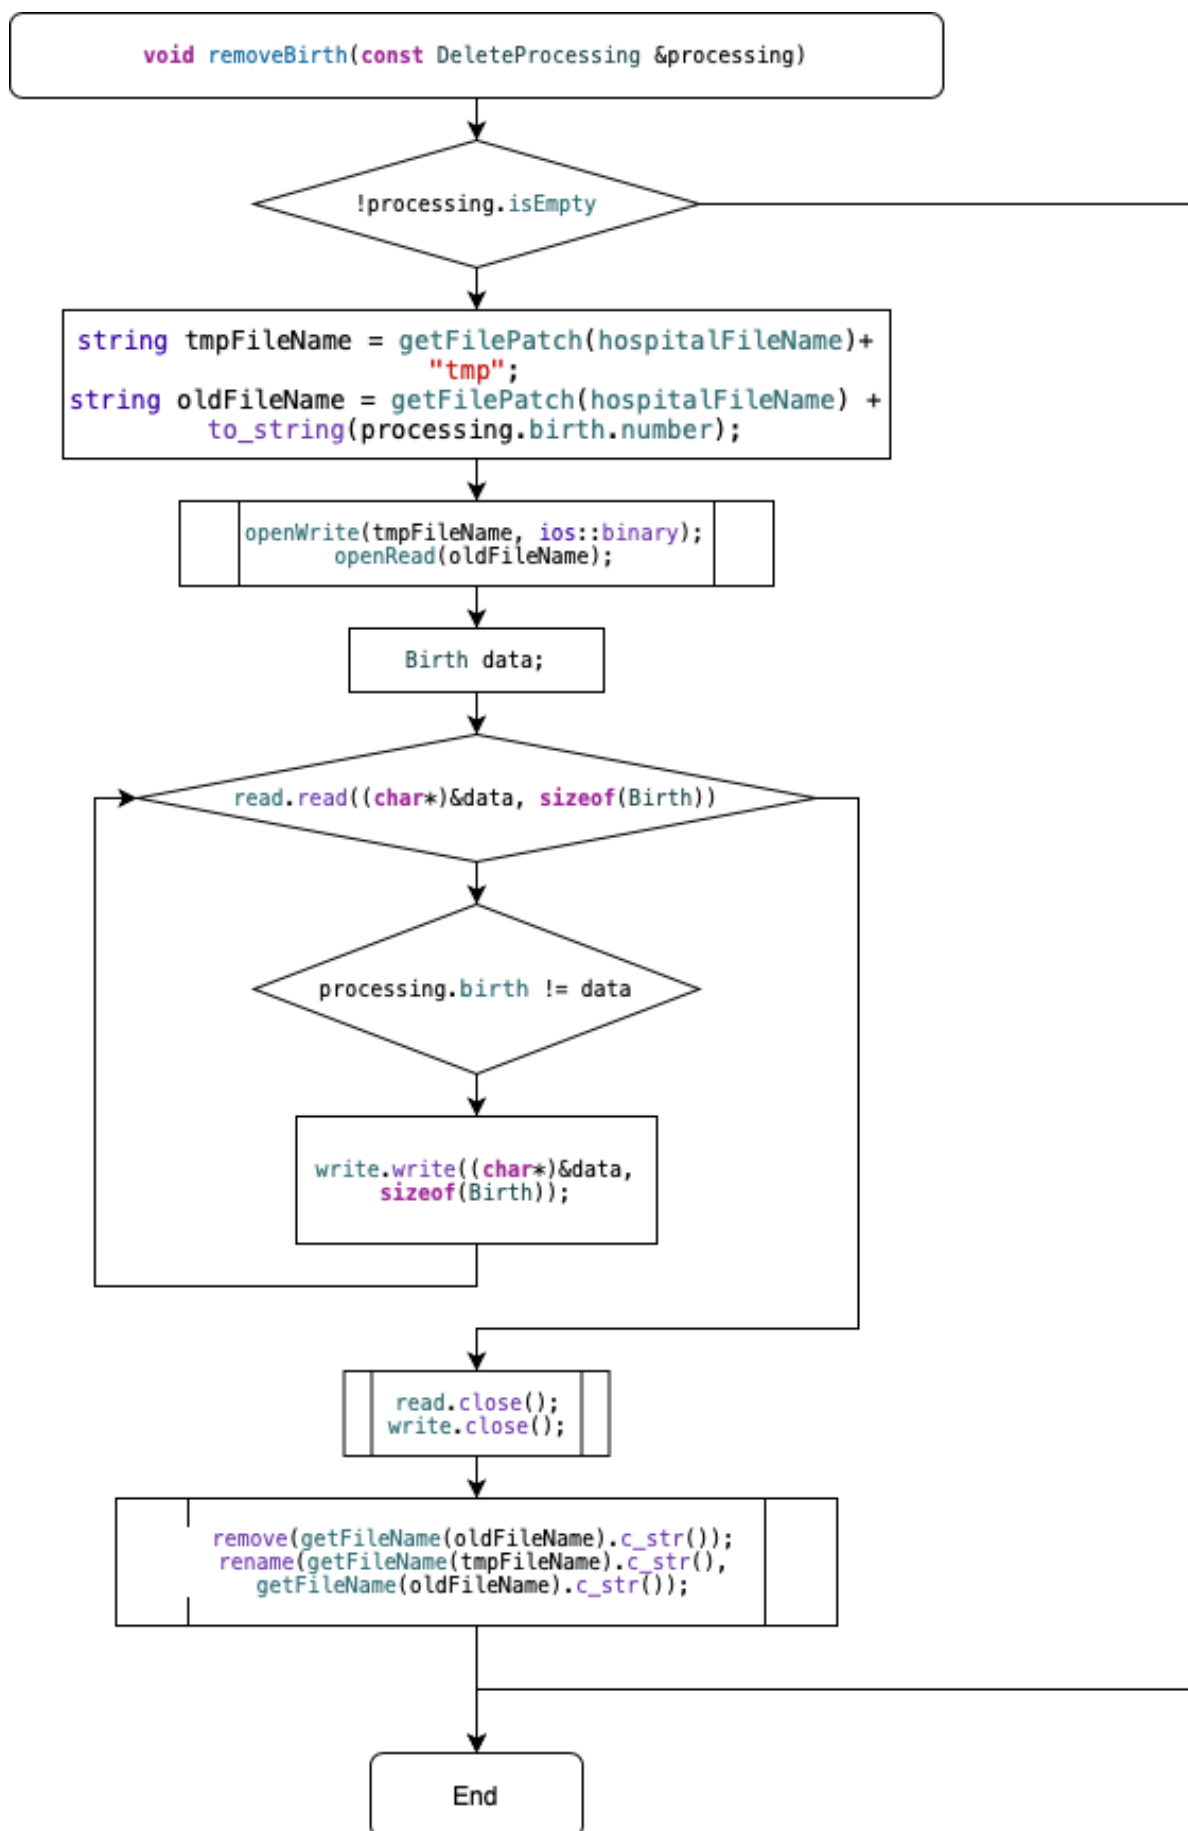 void removeBirth(const DeleteProcessing &processing)
!processing.isEmpty
string tmpFileName = getFilePatch(hospitalFileName)+
"tmp";
string oldFileName = getFilePatch(hospitalFileName) +
to_string(processing.birth.number);
openWrite(tmpFileName, ios::binary);
openRead(oldFileName);
Birth data;
read.read((char*)&data, sizeof(Birth))
processing.birth != data
write.write((char*)&data,
sizeof(Birth));
read.close();
write.close();
remove(getFileName(oldFileName).c_str());
rename(getFileName(tmpFileName).c_str(),
getFileName(oldFileName).c_str());
End